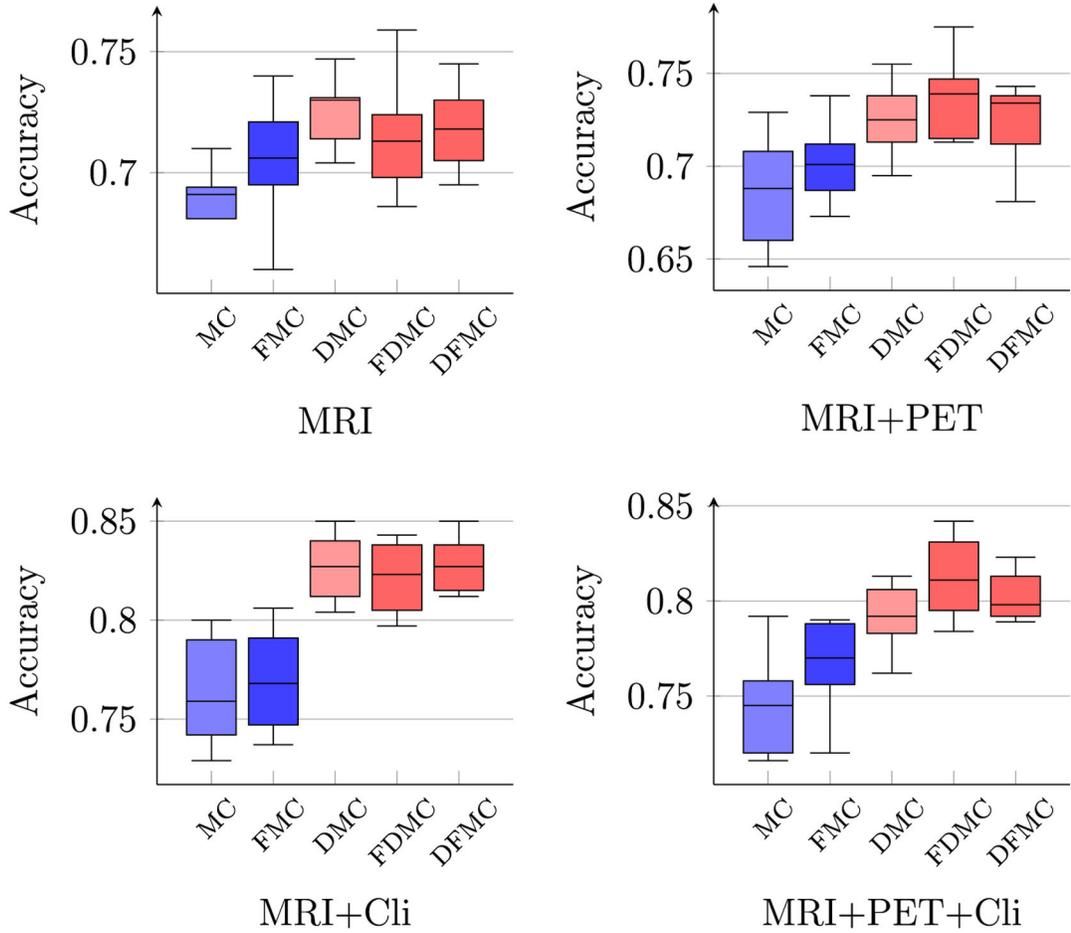 Accuracy
0.75
0.7
MC
FMC
DMC
FDMC
DFMC
MRI
Accuracy
0.75
0.7
0.65
MC
FMC
DMC
FDMC
DFMC
MRI+PET
Accuracy
0.85
0.8
0.75
MC
FMC
DMC
FDMC
DFMC
MRI+Cli
Accuracy
0.85
0.8
0.75
MC
FMC
DMC
FDMC
DFMC
MRI+PET+Cli